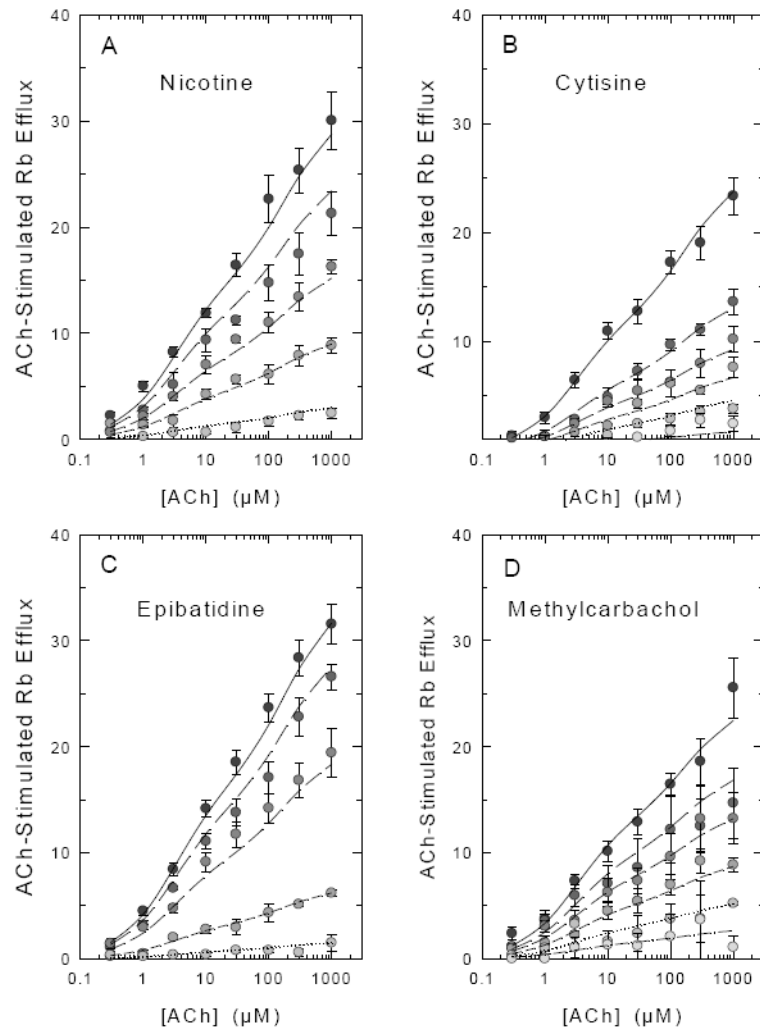 A
Nicotine
ACh-Stimulated Rb Efflux
40
30
20
10
0
0.1 1 10 100 1000
[ACh] (µM)
B
Cytisine
ACh-Stimulated Rb Efflux
40
30
20
10
0
0.1 1 10 100 1000
[ACh] (µM)
C
Epibatidine
ACh-Stimulated Rb Efflux
40
30
20
10
0
0.1 1 10 100 1000
[ACh] (µM)
D
Methylcarbachol
ACh-Stimulated Rb Efflux
40
30
20
10
0
0.1 1 10 100 1000
[ACh] (µM)